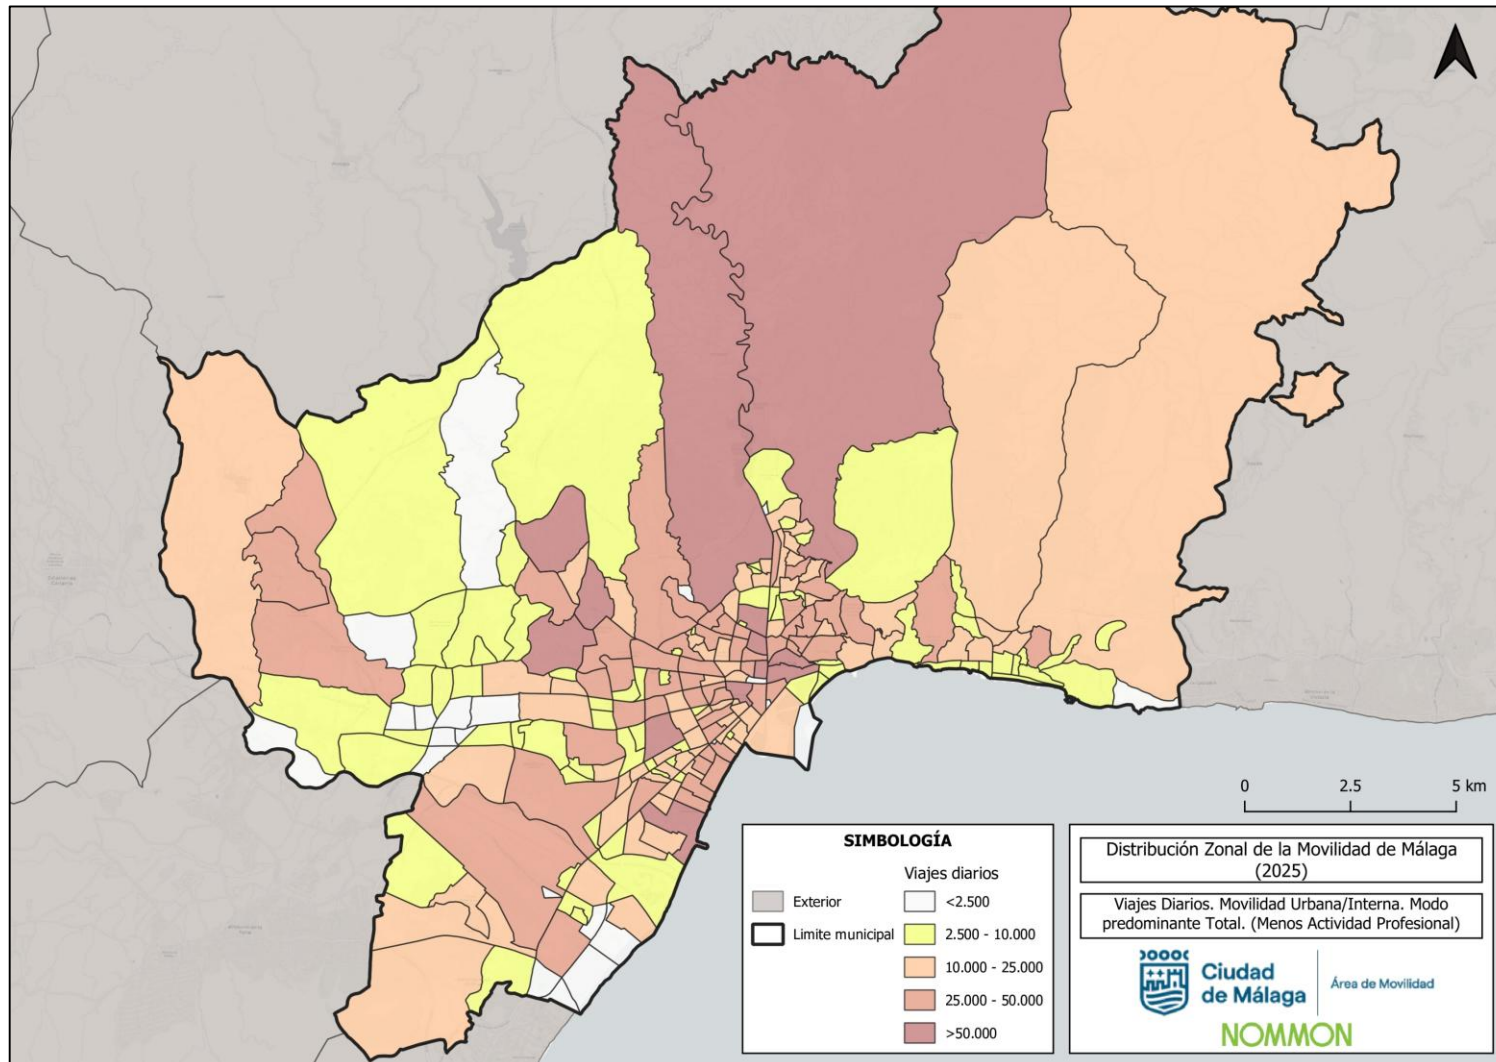 0 2.5 5 km
SIMBOLOGÍA
Viajes diarios
Exterior
Limite municipal
<2.500
2.500 - 10.000
10.000 - 25.000
25.000 - 50.000
>50.000
Distribución Zonal de la Movilidad de Málaga
(2025)
Viajes Diarios. Movilidad Urbana/Interna. Modo
predominante Total. (Menos Actividad Profesional)
Ciudad
de Málaga
Área de Movilidad
NOMMON